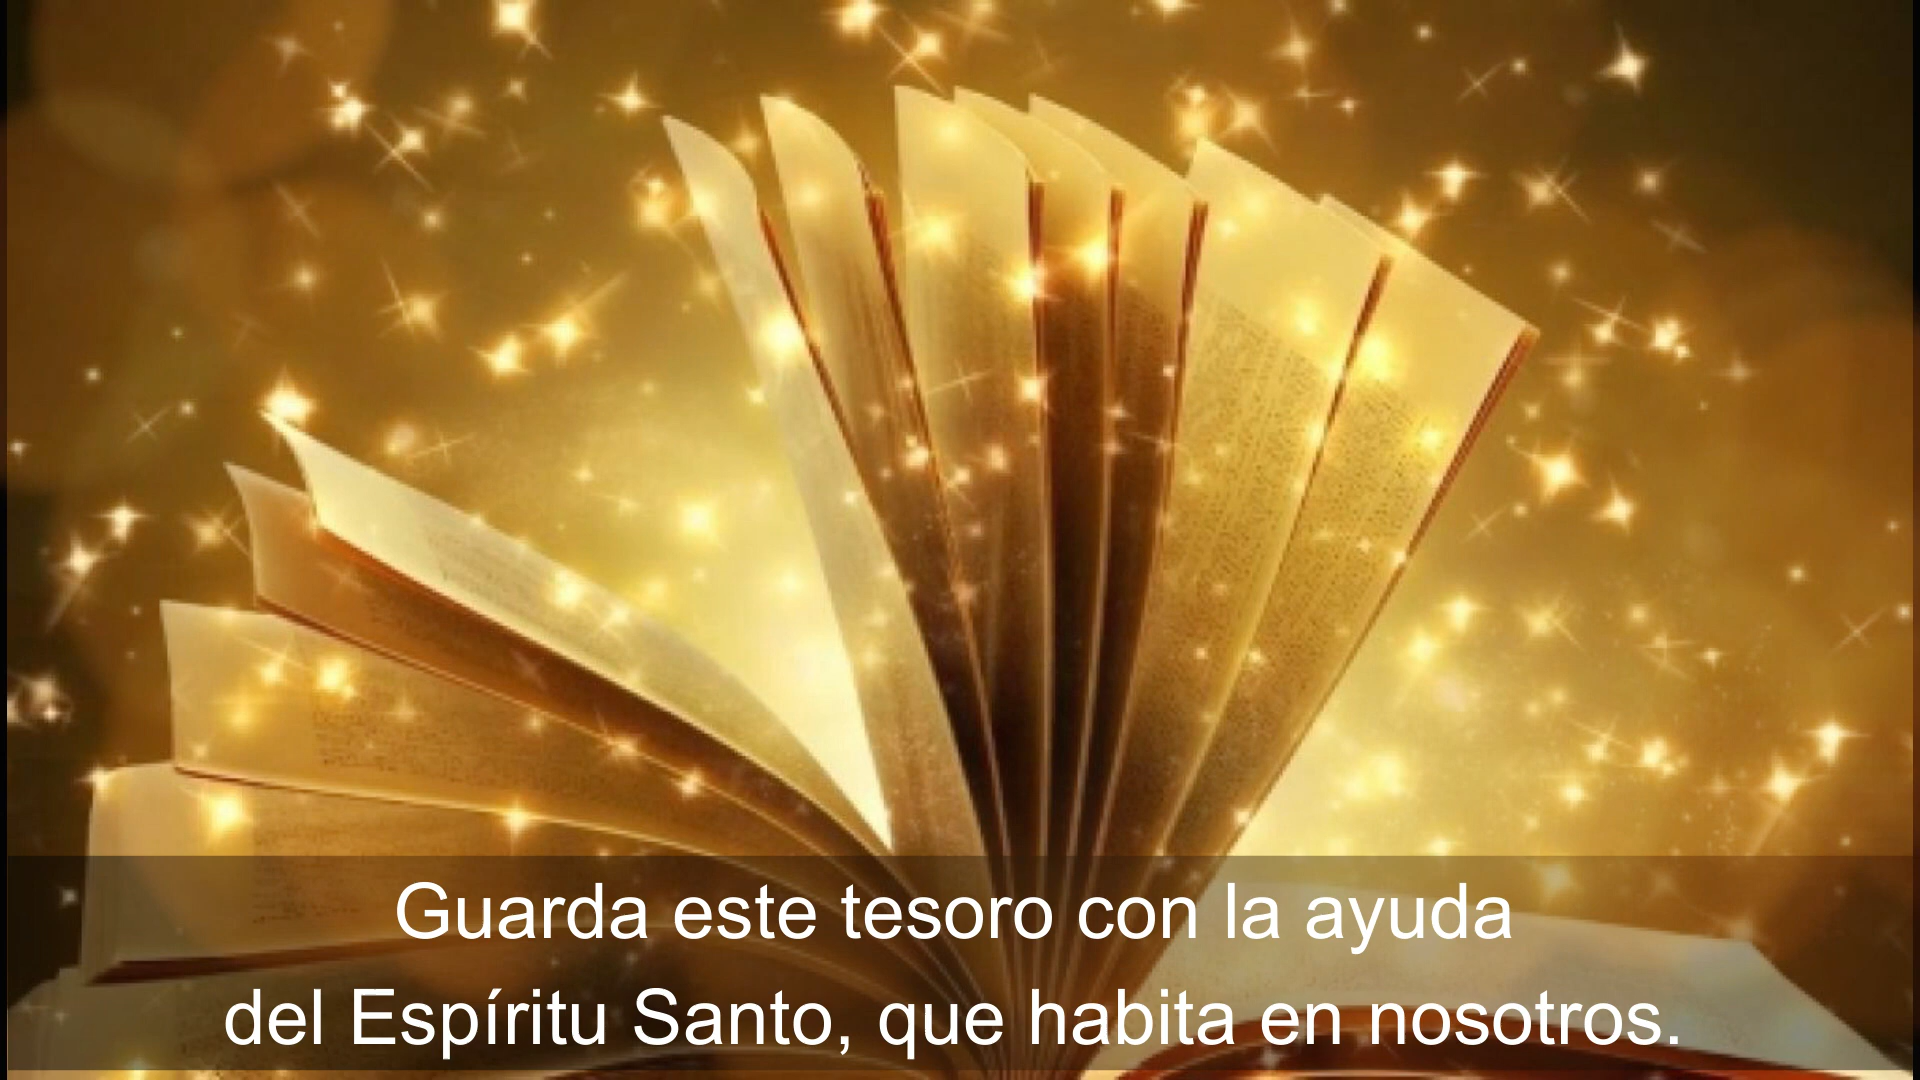 Guarda este tesoro con la ayuda
del Espíritu Santo, que habita en nosotros.